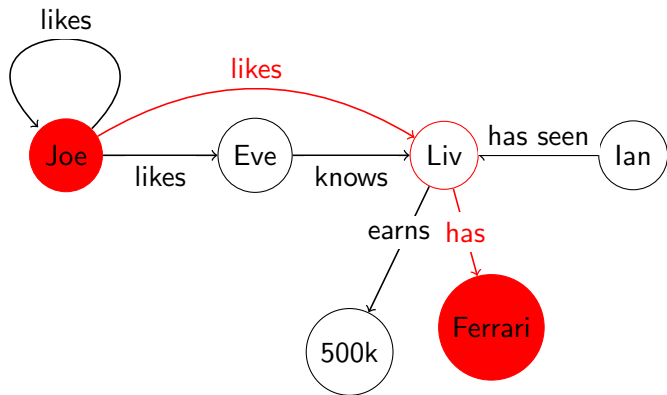 likes
likes
Joe
likes
Eve
knows
Liv
has seen
Ian
earns
has
500k
Ferrari